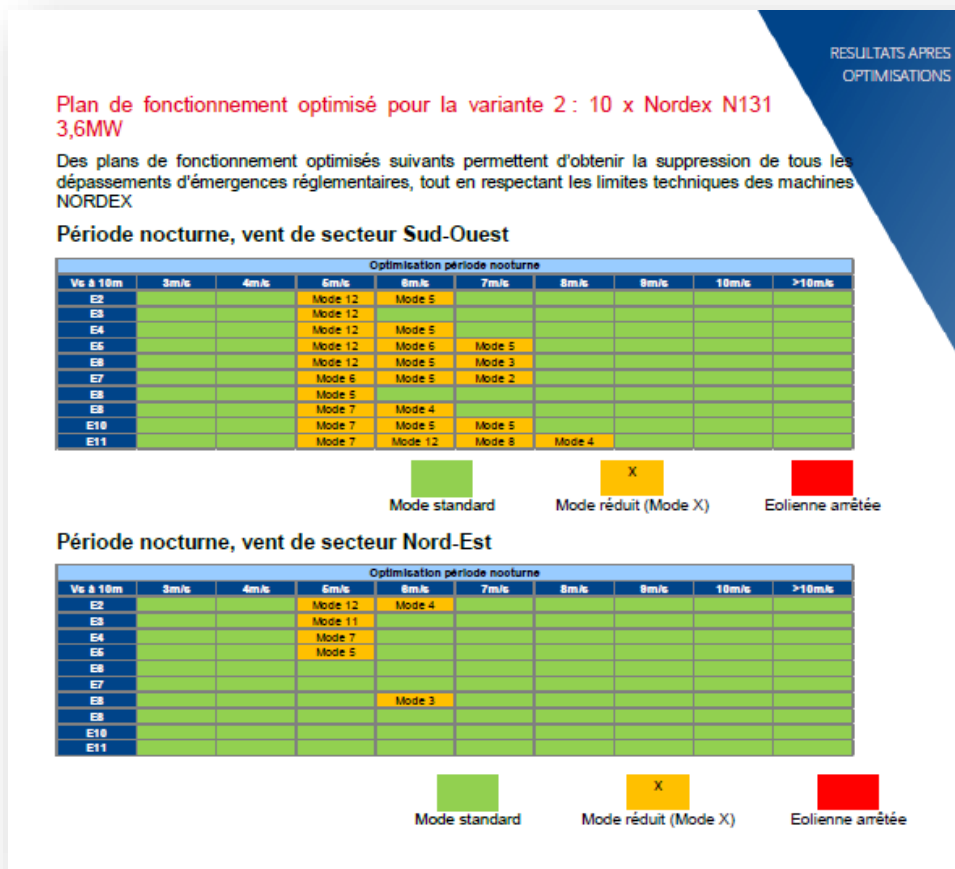 RESULTATS APRES
OPTIMISATIONS
Plan de fonctionnement optimisé pour la variante 2 : 10 x Nordex N131
3,6MW
Des plans de fonctionnement optimisés suivants permettent d'obtenir la suppression de tous les
dépassements d'émergences réglementaires, tout en respectant les limites techniques des machines
NORDEX
Période nocturne, vent de secteur Sud-Ouest
Optimisation période nocturne
Vs à 10m 3m/s 4m/s 5m/s 6m/s 7m/s 8m/s 9m/s 10m/s >10m/s
E2 Mode 12 Mode 5
E3 Mode 12
E4 Mode 12 Mode 5
E5 Mode 12 Mode 6 Mode 5
E6 Mode 12 Mode 5 Mode 3
E7 Mode 6 Mode 5 Mode 2
E8 Mode 5
Mode 7 Mode 4
E10 Mode 7 Mode 5 Mode 5
E11 Mode 7 Mode 12 Mode 8 Mode 4
X
Mode standard Mode réduit (Mode X) Eolienne arrêtée
Période nocturne, vent de secteur Nord-Est
Optimisation période nocturne
Vs à 10m 3m/s 4m/s 5m/s 6m/s 7m/s 8m/s 9m/s 10m/s >10m/s
E2 Mode 12 Mode 4
E3 Mode 11
E4 Mode 7
E5 Mode 5
E6
E7
E8 Mode 3
E10
E11
X
Mode standard Mode réduit (Mode X) Eolienne arrêtée